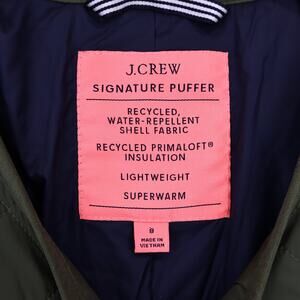 J.CREW
SIGNATURE PUFFER
RECYCLED,
WATER-REPELLENT
SHELL FABRIC
RECYCLED PRIMALOFT®
INSULATION
LIGHTWEIGHT
SUPERWARM
8
MADE IN
VIETNAM